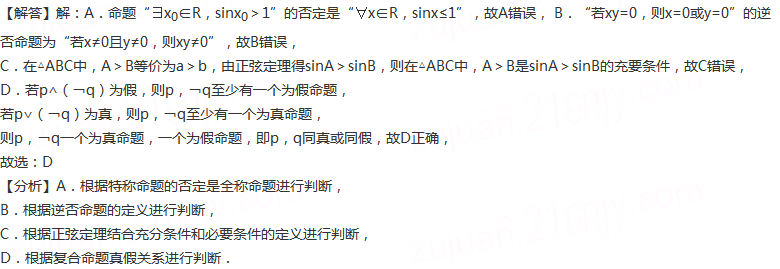 【解答】解：A．命题“∃x₀∈R，sinx₀＞1”的否定是“∀x∈R，sinx≤1”，故A错误， B．“若xy=0，则x=0或y=0”的逆
否命题为“若x≠0且y≠0，则xy≠0”，故B错误，
C．在△ABC中，A＞B等价为a＞b，由正弦定理得sinA＞sinB，则在△ABC中，A＞B是sinA＞sinB的充要条件，故C错误，
D．若p∧（¬q）为假，则p，¬q至少有一个为假命题，
若p∨（¬q）为真，则p，¬q至少有一个为真命题，
则p，¬q一个为真命题，一个为假命题，即p，q同真或同假，故D正确，
故选：D
【分析】A．根据特称命题的否定是全称命题进行判断，
B．根据逆否命题的定义进行判断，
C．根据正弦定理结合充分条件和必要条件的定义进行判断，
D．根据复合命题真假关系进行判断．